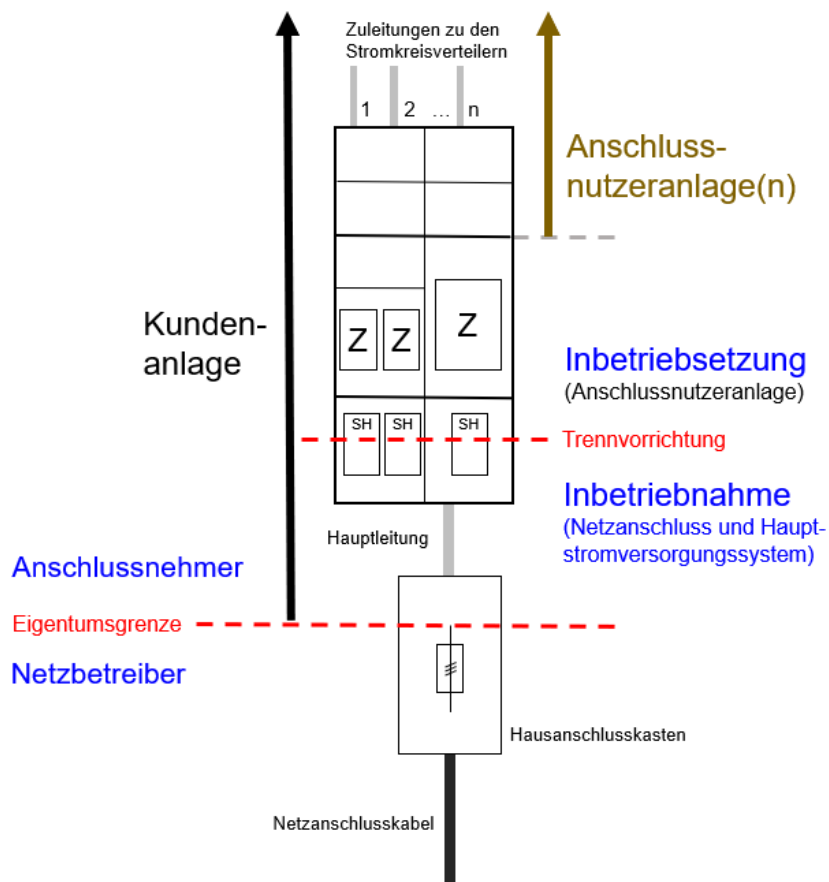 Zuleitungen zu den
Stromkreisverteilern
1 2 ... n
Anschluss-
nutzeranlage(n)
Kunden-
anlage
Z Z Z
Inbetriebsetzung
(Anschlussnutzeranlage)
SH SH SH
Trennvorrichtung
Inbetriebnahme
(Netzanschluss und Haupt-
stromversorgungssystem)
Hauptleitung
Anschlussnehmer
Eigentumsgrenze
Netzbetreiber
Hausanschlusskasten
Netzanschlusskabel